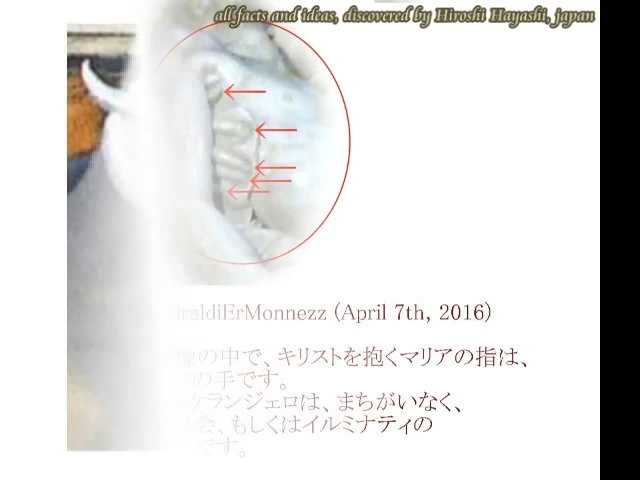 all facts and ideas, discovered by Hiroshi Hayashi, japan
raldiErMonnezz (April 7th, 2016)
の中で、キリストを抱くマリアの指は、
の手です。
ケランジェロは、まちがいなく、
会、もしくはイルミナティの
です。